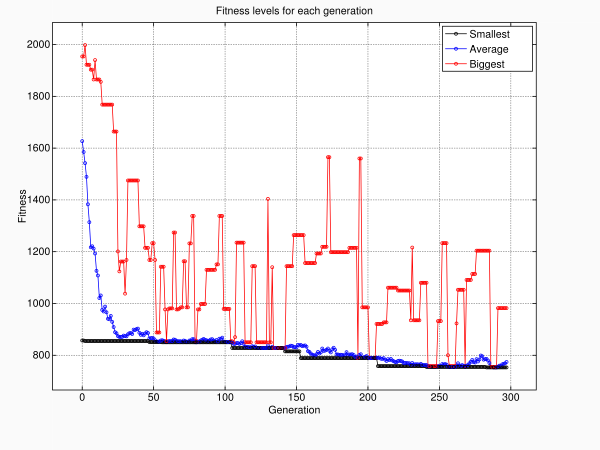 Fitness levels for each generation
Smallest
Average
Biggest
2000
1800
1600
1400
1200
1000
800
Fitness
0 50 100 150 200 250 300
Generation